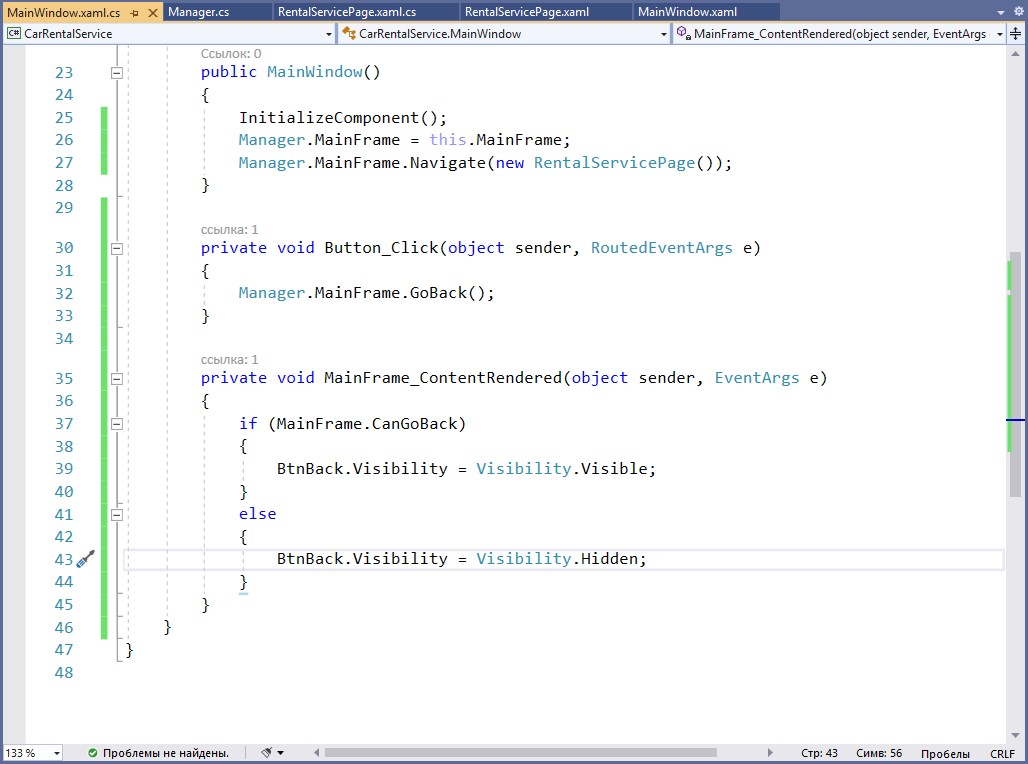 MainWindow.xaml.cs Manager.cs RentalServicePage.xaml.cs RentalServicePage.xaml MainWindow.xaml
C# CarRentalService CarRentalService.MainWindow MainFrame_ContentRendered(object sender, EventArgs
Ссылок: 0
23 public MainWindow()
24 {
25 InitializeComponent();
26 Manager.MainFrame = this.MainFrame;
27 Manager.MainFrame.Navigate(new RentalServicePage());
28 }
29
ссылка: 1
30 private void Button_Click(object sender, RoutedEventArgs e)
31 {
32 Manager.MainFrame.GoBack();
33 }
34
ссылка: 1
35 private void MainFrame_ContentRendered(object sender, EventArgs e)
36 {
37 if (MainFrame.CanGoBack)
38 {
39 BtnBack.Visibility = Visibility.Visible;
40 }
41 else
42 {
43 BtnBack.Visibility = Visibility.Hidden;
44 }
45 }
46 }
47 }
48
133 % Проблемы не найдены. Стр: 43 Симв: 56 Пробелы CRLF